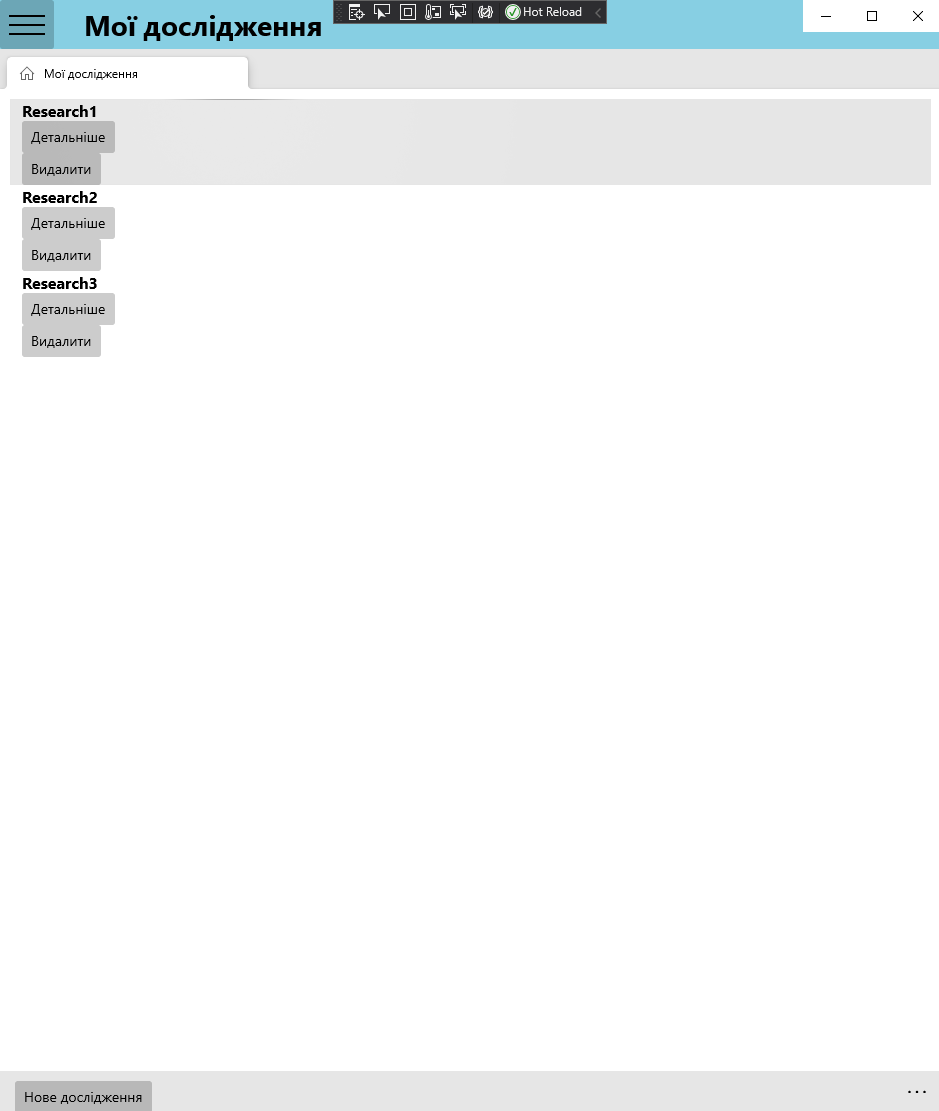 Мої дослідження
Hot Reload
Мої дослідження
Research1
Детальніше
Видалити
Research2
Детальніше
Видалити
Research3
Детальніше
Видалити
Нове дослідження